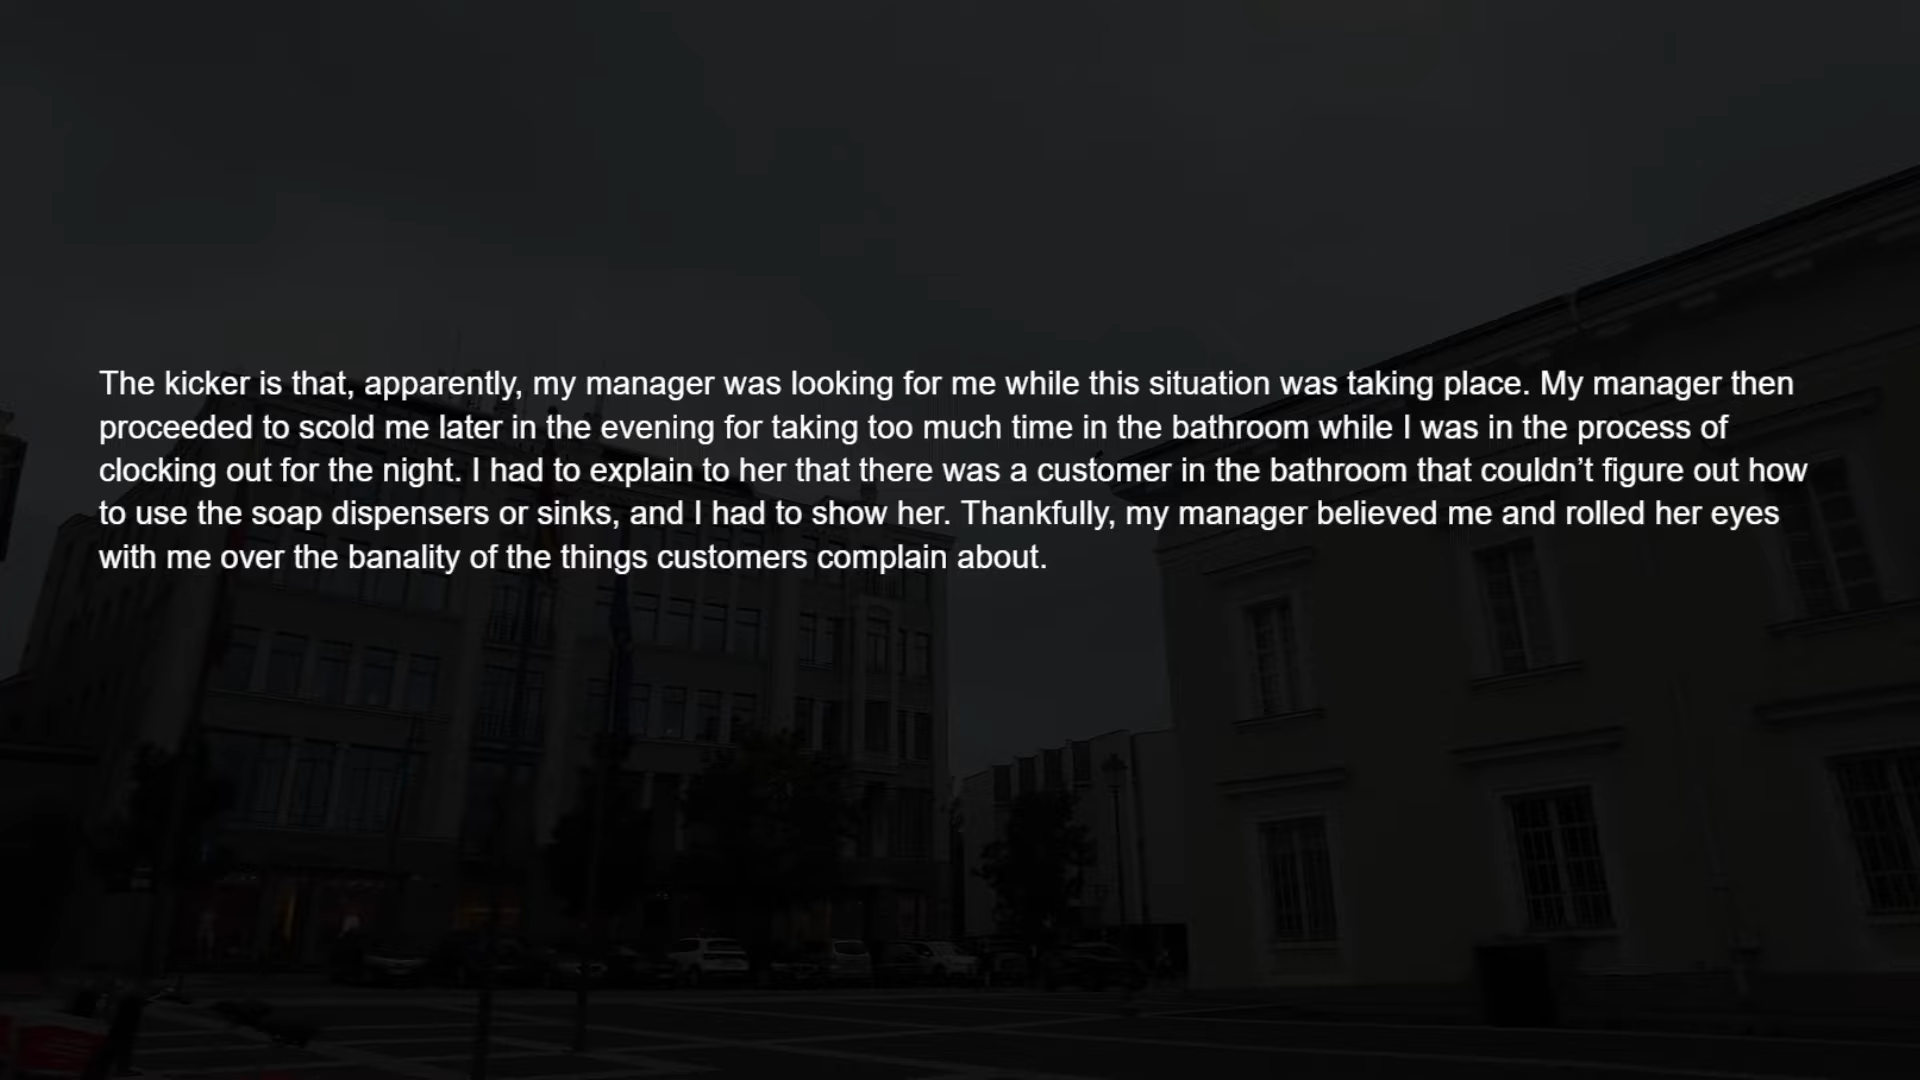 The kicker is that, apparently, my manager was looking for me while this situation was taking place. My manager then
proceeded to scold me later in the evening for taking too much time in the bathroom while I was in the process of
clocking out for the night. I had to explain to her that there was a customer in the bathroom that couldn’t figure out how
to use the soap dispensers or sinks, and I had to show her. Thankfully, my manager believed me and rolled her eyes
with me over the banality of the things customers complain about.